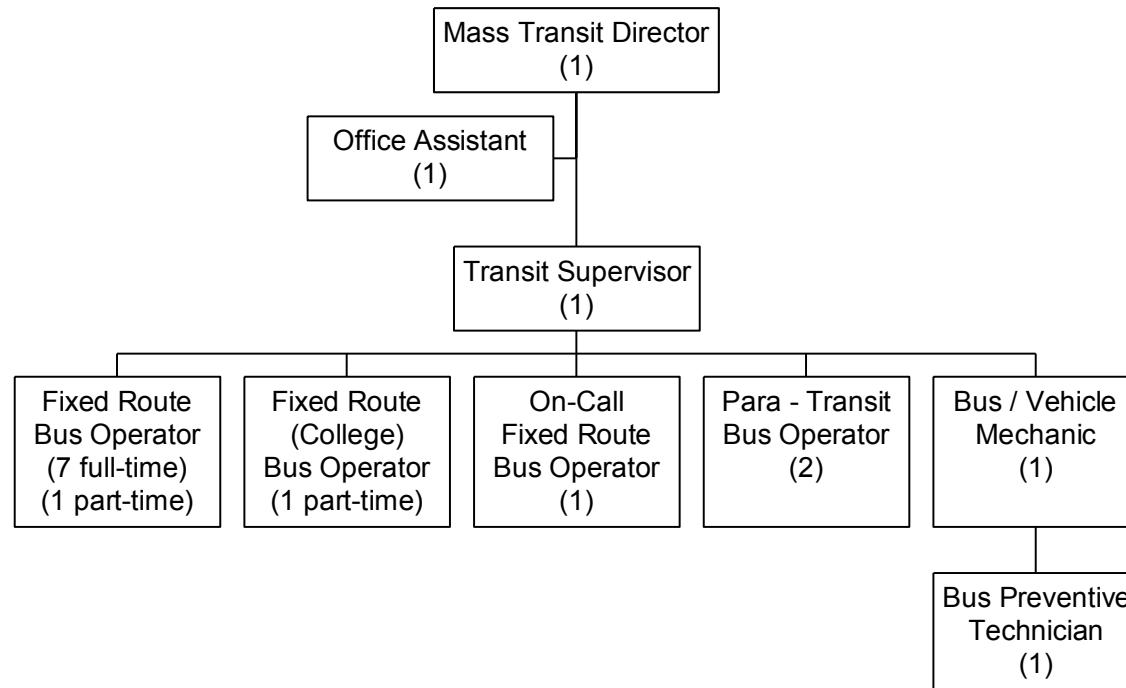 Mass Transit Director
(1)
Office Assistant
(1)
Transit Supervisor
(1)
Fixed Route
Bus Operator
(7 full-time)
(1 part-time)
Fixed Route
(College)
Bus Operator
(1 part-time)
On-Call
Fixed Route
Bus Operator
(1)
Para - Transit
Bus Operator
(2)
Bus / Vehicle
Mechanic
(1)
Bus Preventive
Technician
(1)